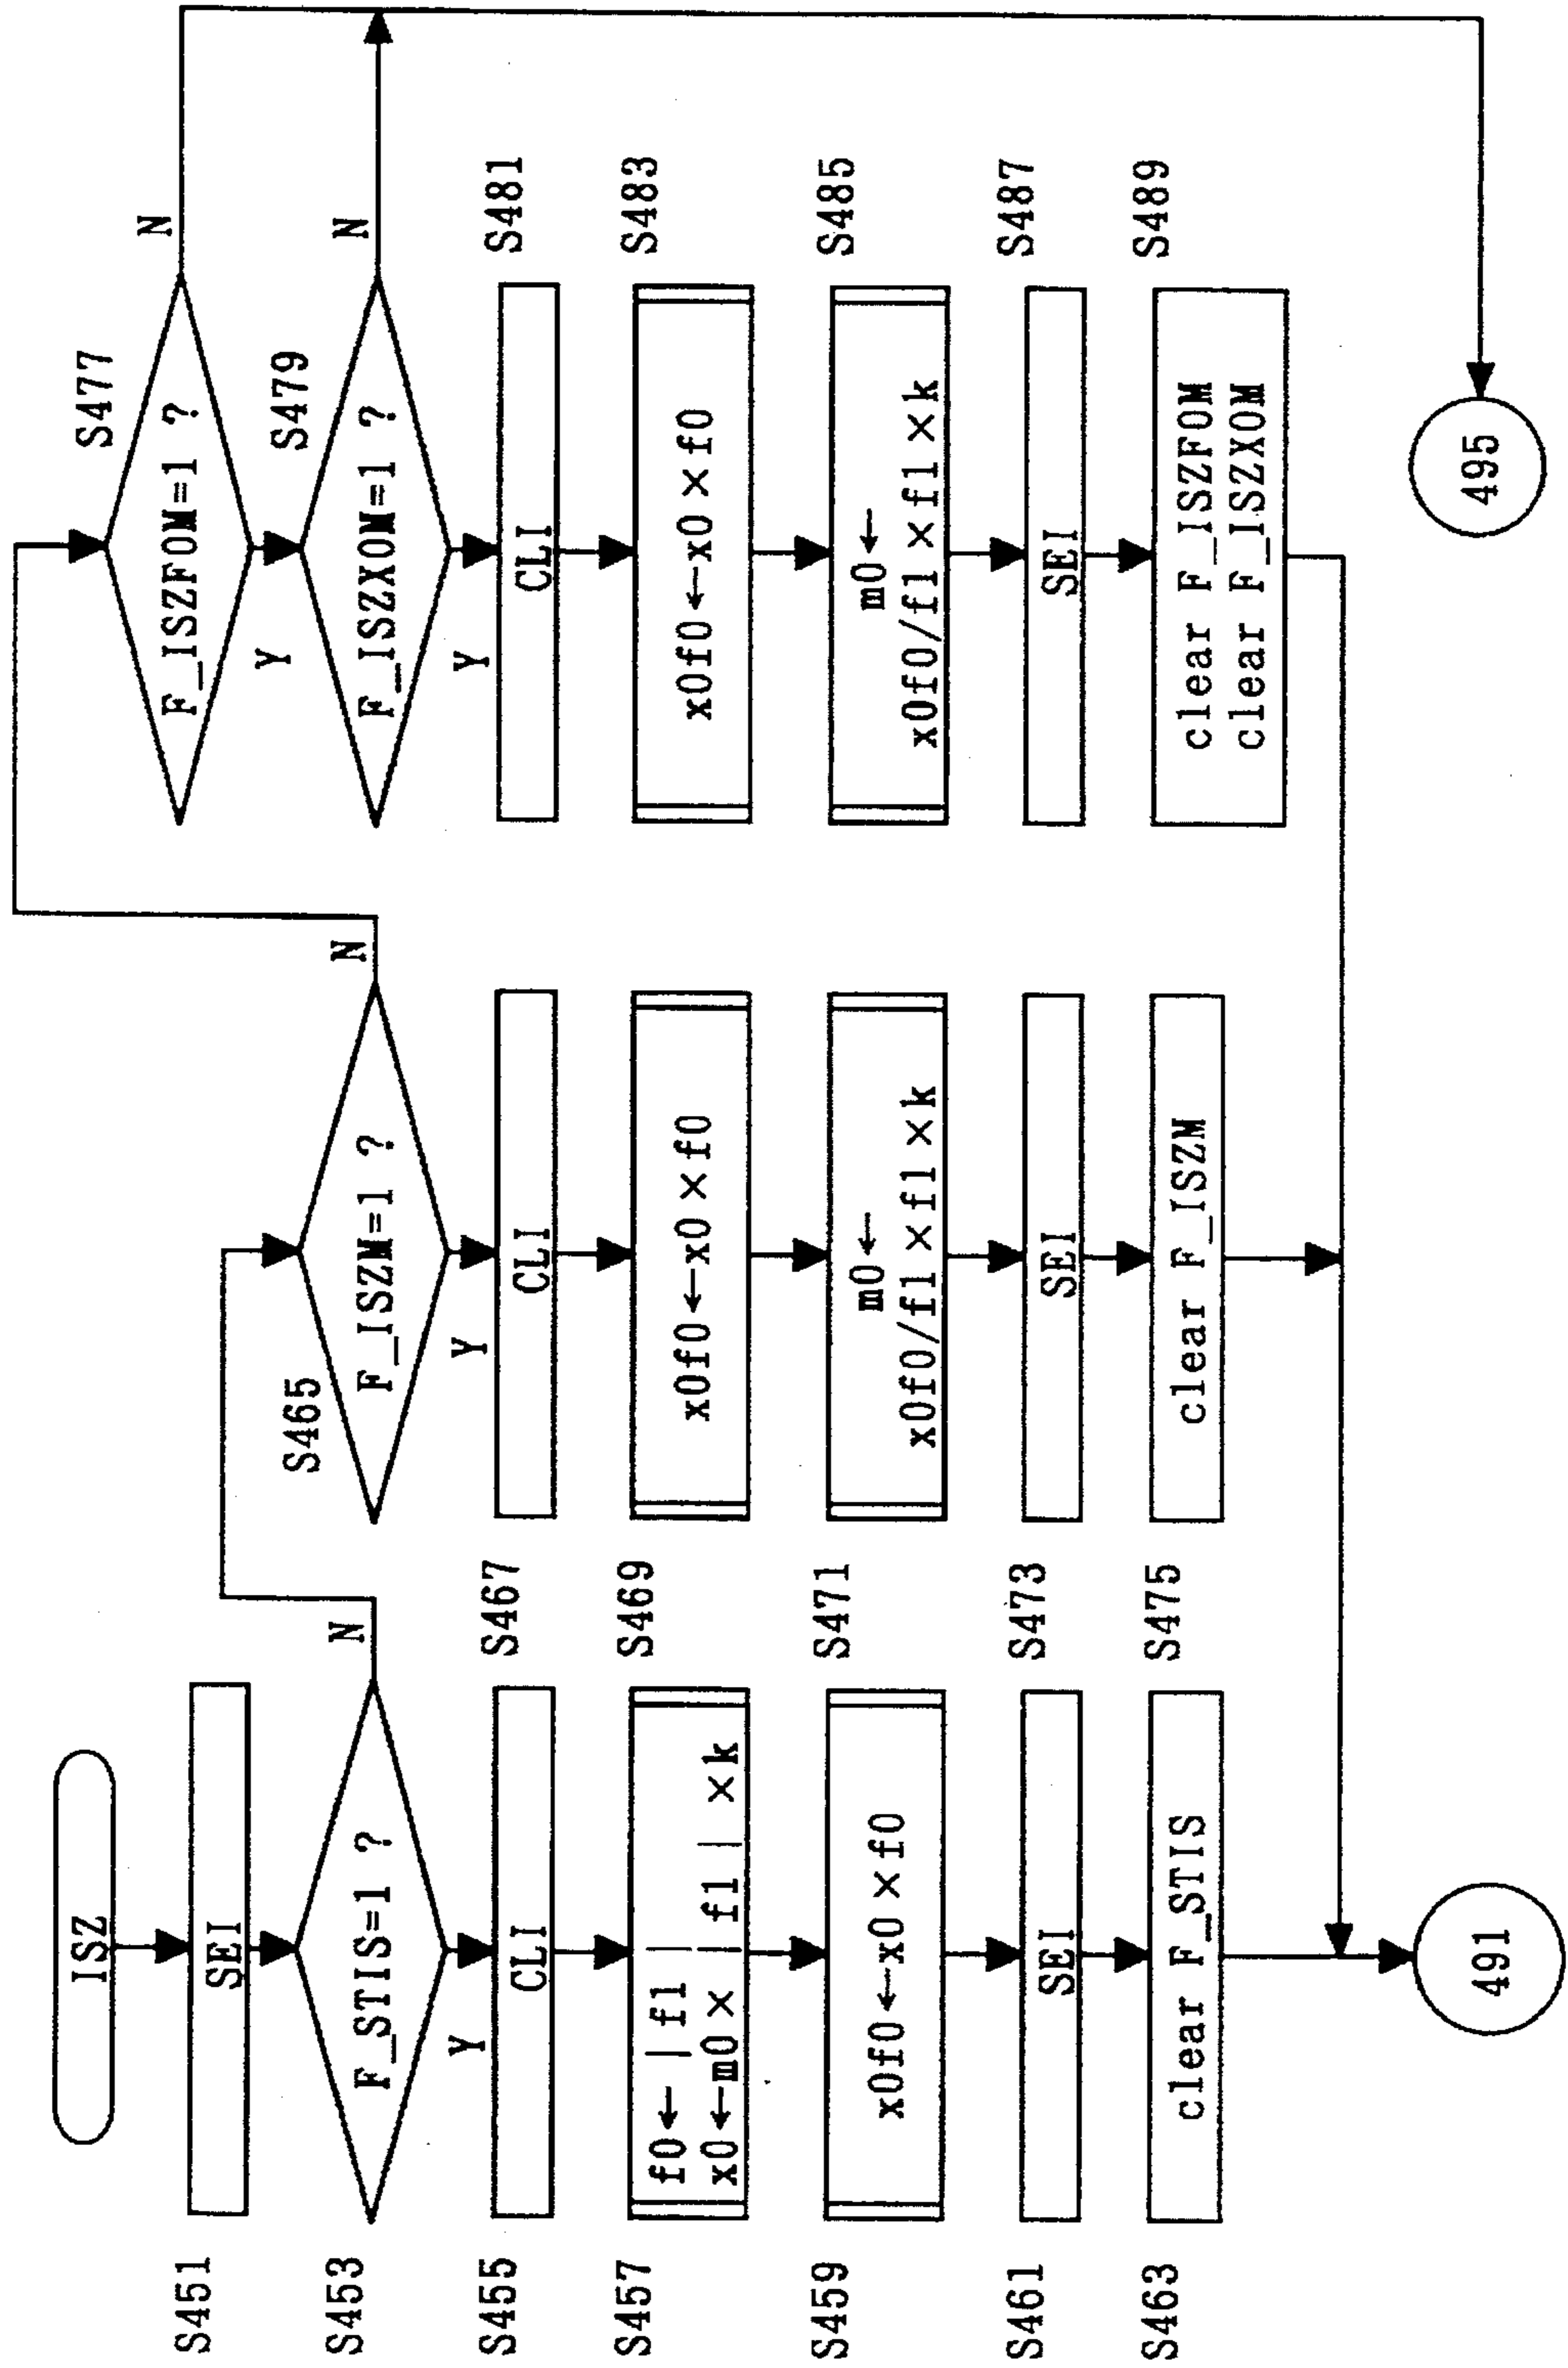 ISZ
S451
SEI
S453
F_STIS=1 ?
N
Y
S455
CLI
S457
f0←|f1|
x0←m0×|f1|×k
S459
x0f0←x0×f0
S461
SEI
S463
clear F_STIS
491
S465
F_ISZM=1 ?
N
Y
S467
CLI
S469
x0f0←x0×f0
S471
m0←
x0f0/f1×f1×k
S473
SEI
S475
clear F_ISZM
S477
F_ISZF0M=1 ?
N
Y
S479
F_ISZX0M=1 ?
N
Y
S481
CLI
S483
x0f0←x0×f0
S485
m0←
x0f0/f1×f1×k
S487
SEI
S489
clear F_ISZF0M
clear F_ISZX0M
495